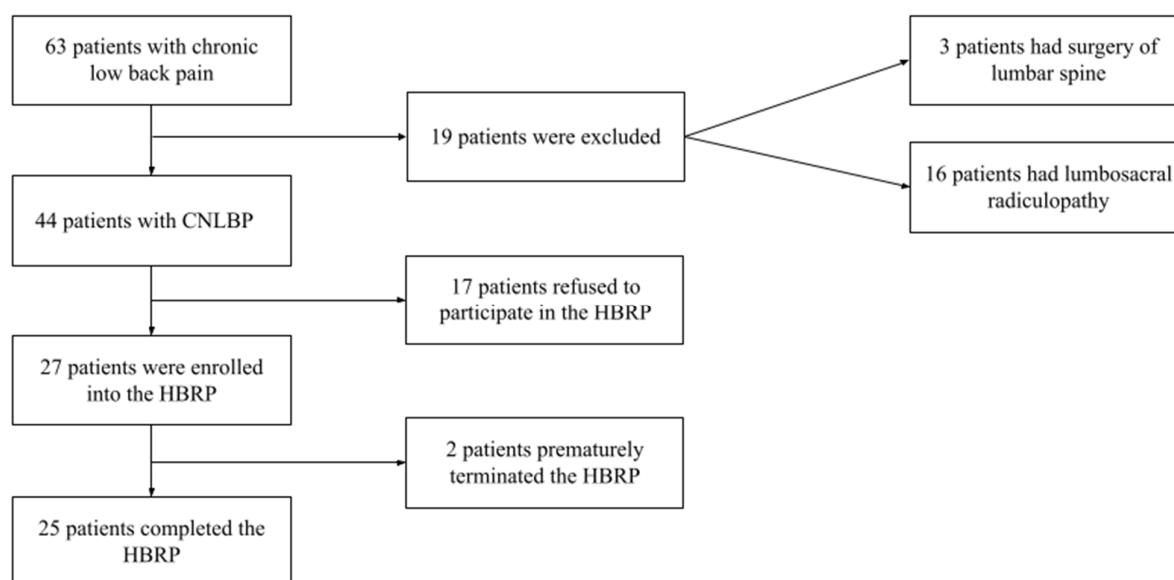 63 patients with chronic
low back pain
3 patients had surgery of
lumbar spine
19 patients were excluded
16 patients had lumbosacral
radiculopathy
44 patients with CNLBP
17 patients refused to
participate in the HBRP
27 patients were enrolled
into the HBRP
2 patients prematurely
terminated the HBRP
25 patients completed the
HBRP